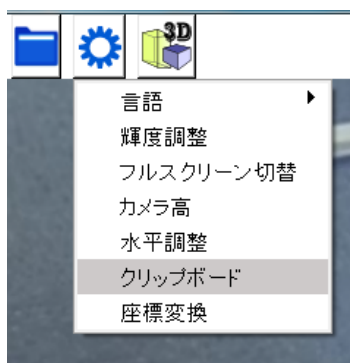 3D
言語
輝度調整
フルスクリーン切替
カメラ高
水平調整
クリップボード
座標変換